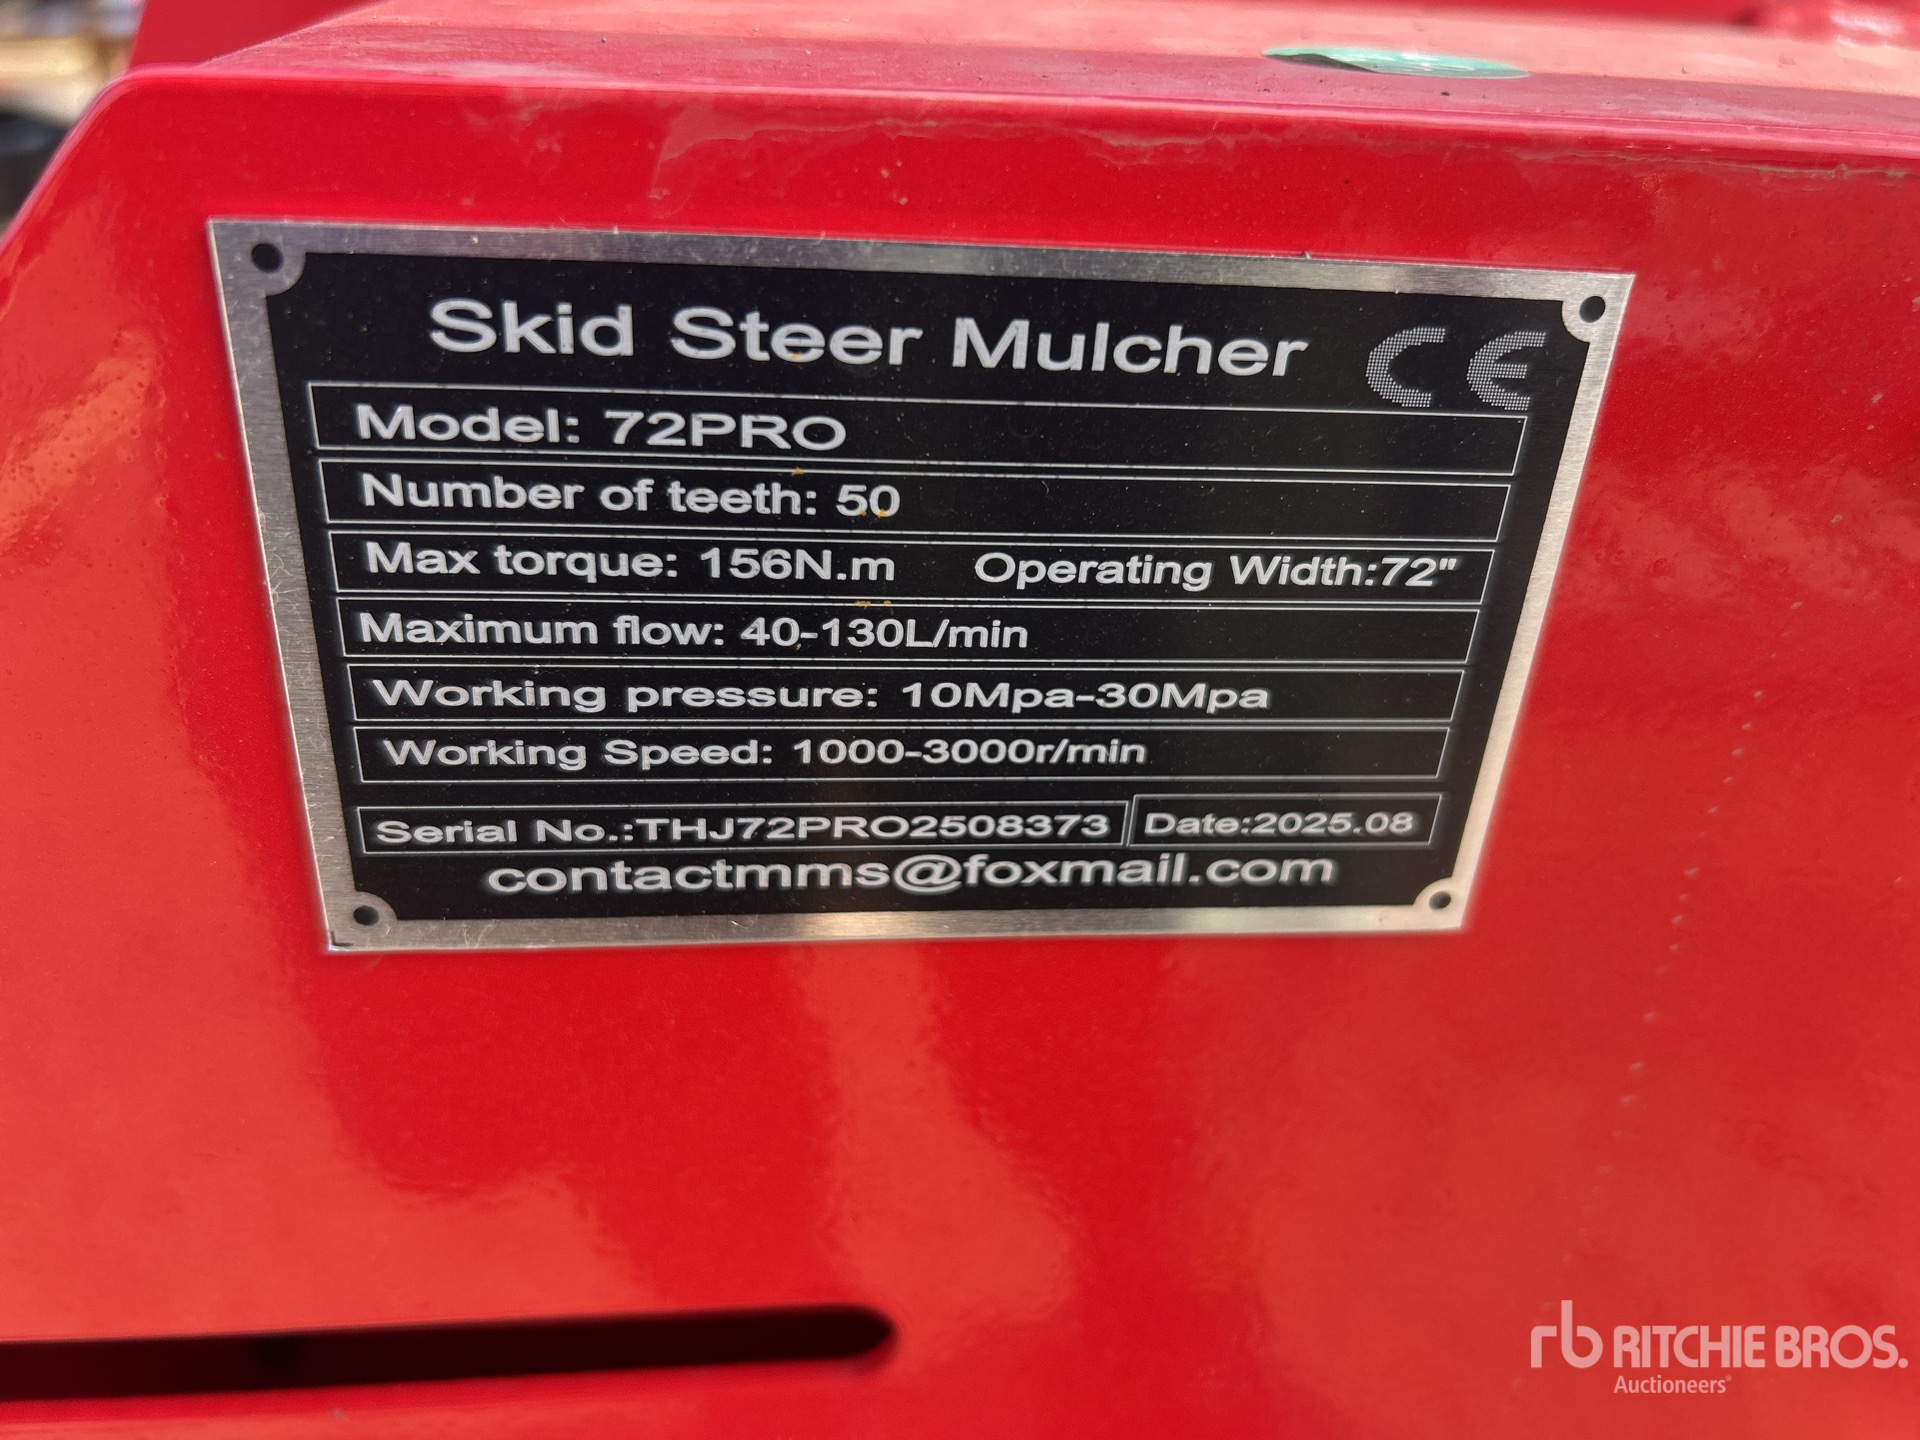 Skid Steer Mulcher CE
Model: 72PRO
Number of teeth: 50
Max torque: 156N.m Operating Width:72"
Maximum flow: 40-130L/min
Working pressure: 10Mpa-30Mpa
Working Speed: 1000-3000r/min
Serial No.:THJ72PRO2508373 Date:2025.08
contactmms@foxmail.com
rb RITCHIE BROS.
Auctioneers